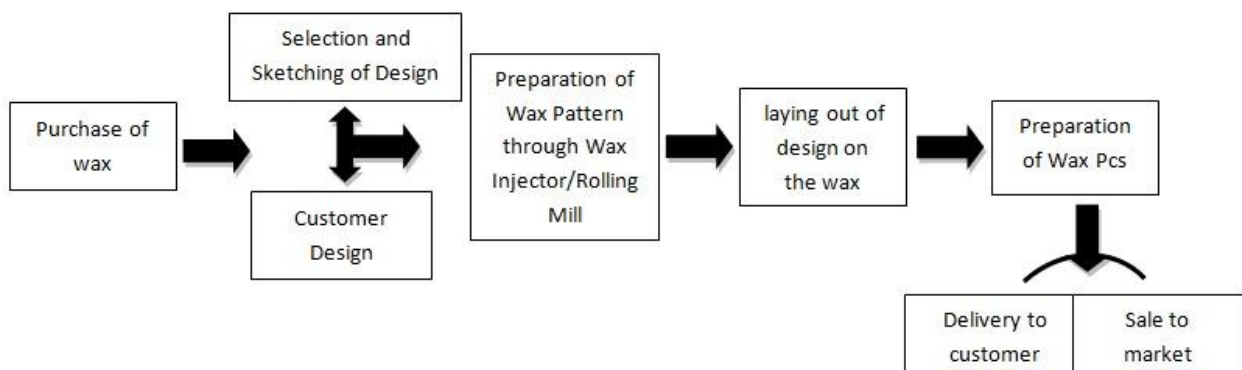 Purchase of
wax
Selection and
Sketching of Design
Customer
Design
Preparation of
Wax Pattern
through Wax
Injector/Rolling
Mill
laying out of
design on
the wax
Preparation
of Wax Pcs
Delivery to
customer
Sale to
market